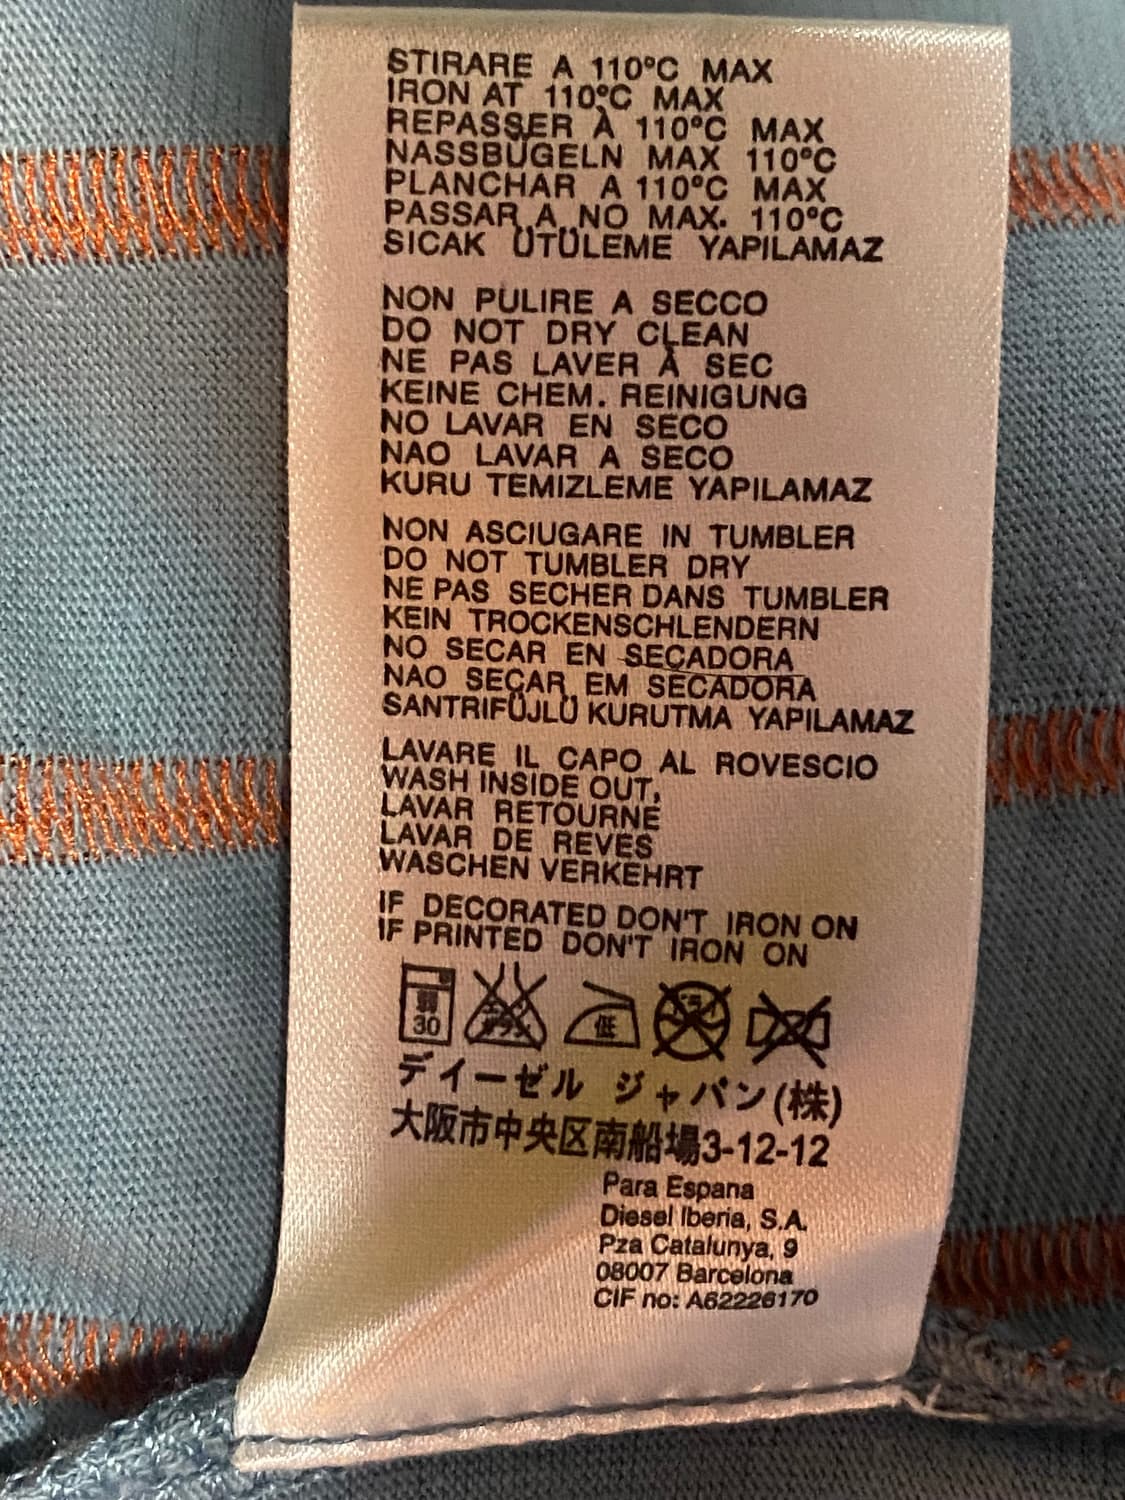 STIRARE A 110°C MAX
IRON AT 110°C MAX
REPASSER À 110°C MAX
NASSBÜGELN MAX 110°C
PLANCHAR A 110°C MAX
PASSAR A NO MAX. 110°C
SICAK ÜTÜLEME YAPILAMAZ
NON PULIRE A SECCO
DO NOT DRY CLEAN
NE PAS LAVER À SEC
KEINE CHEM. REINIGUNG
NO LAVAR EN SECO
NAO LAVAR A SECO
KURU TEMIZLEME YAPILAMAZ
NON ASCIUGARE IN TUMBLER
DO NOT TUMBLER DRY
NE PAS SECHER DANS TUMBLER
KEIN TROCKENSCHLENDERN
NO SECAR EN SECADORA
NAO SECAR EM SECADORA
SANTRIFÜJLÜ KURUTMA YAPILAMAZ
LAVARE IL CAPO AL ROVESCIO
WASH INSIDE OUT,
LAVAR RETOURNE
LAVAR DE REVES
WASCHEN VERKEHRT
IF DECORATED DON'T IRON ON
IF PRINTED DON'T IRON ON
弱 30 低
ディーゼル ジャパン(株)
大阪市中央区南船場3-12-12
Para Espana
Diesel Iberia, S.A.
Pza Catalunya, 9
08007 Barcelona
CIF no: A62226170